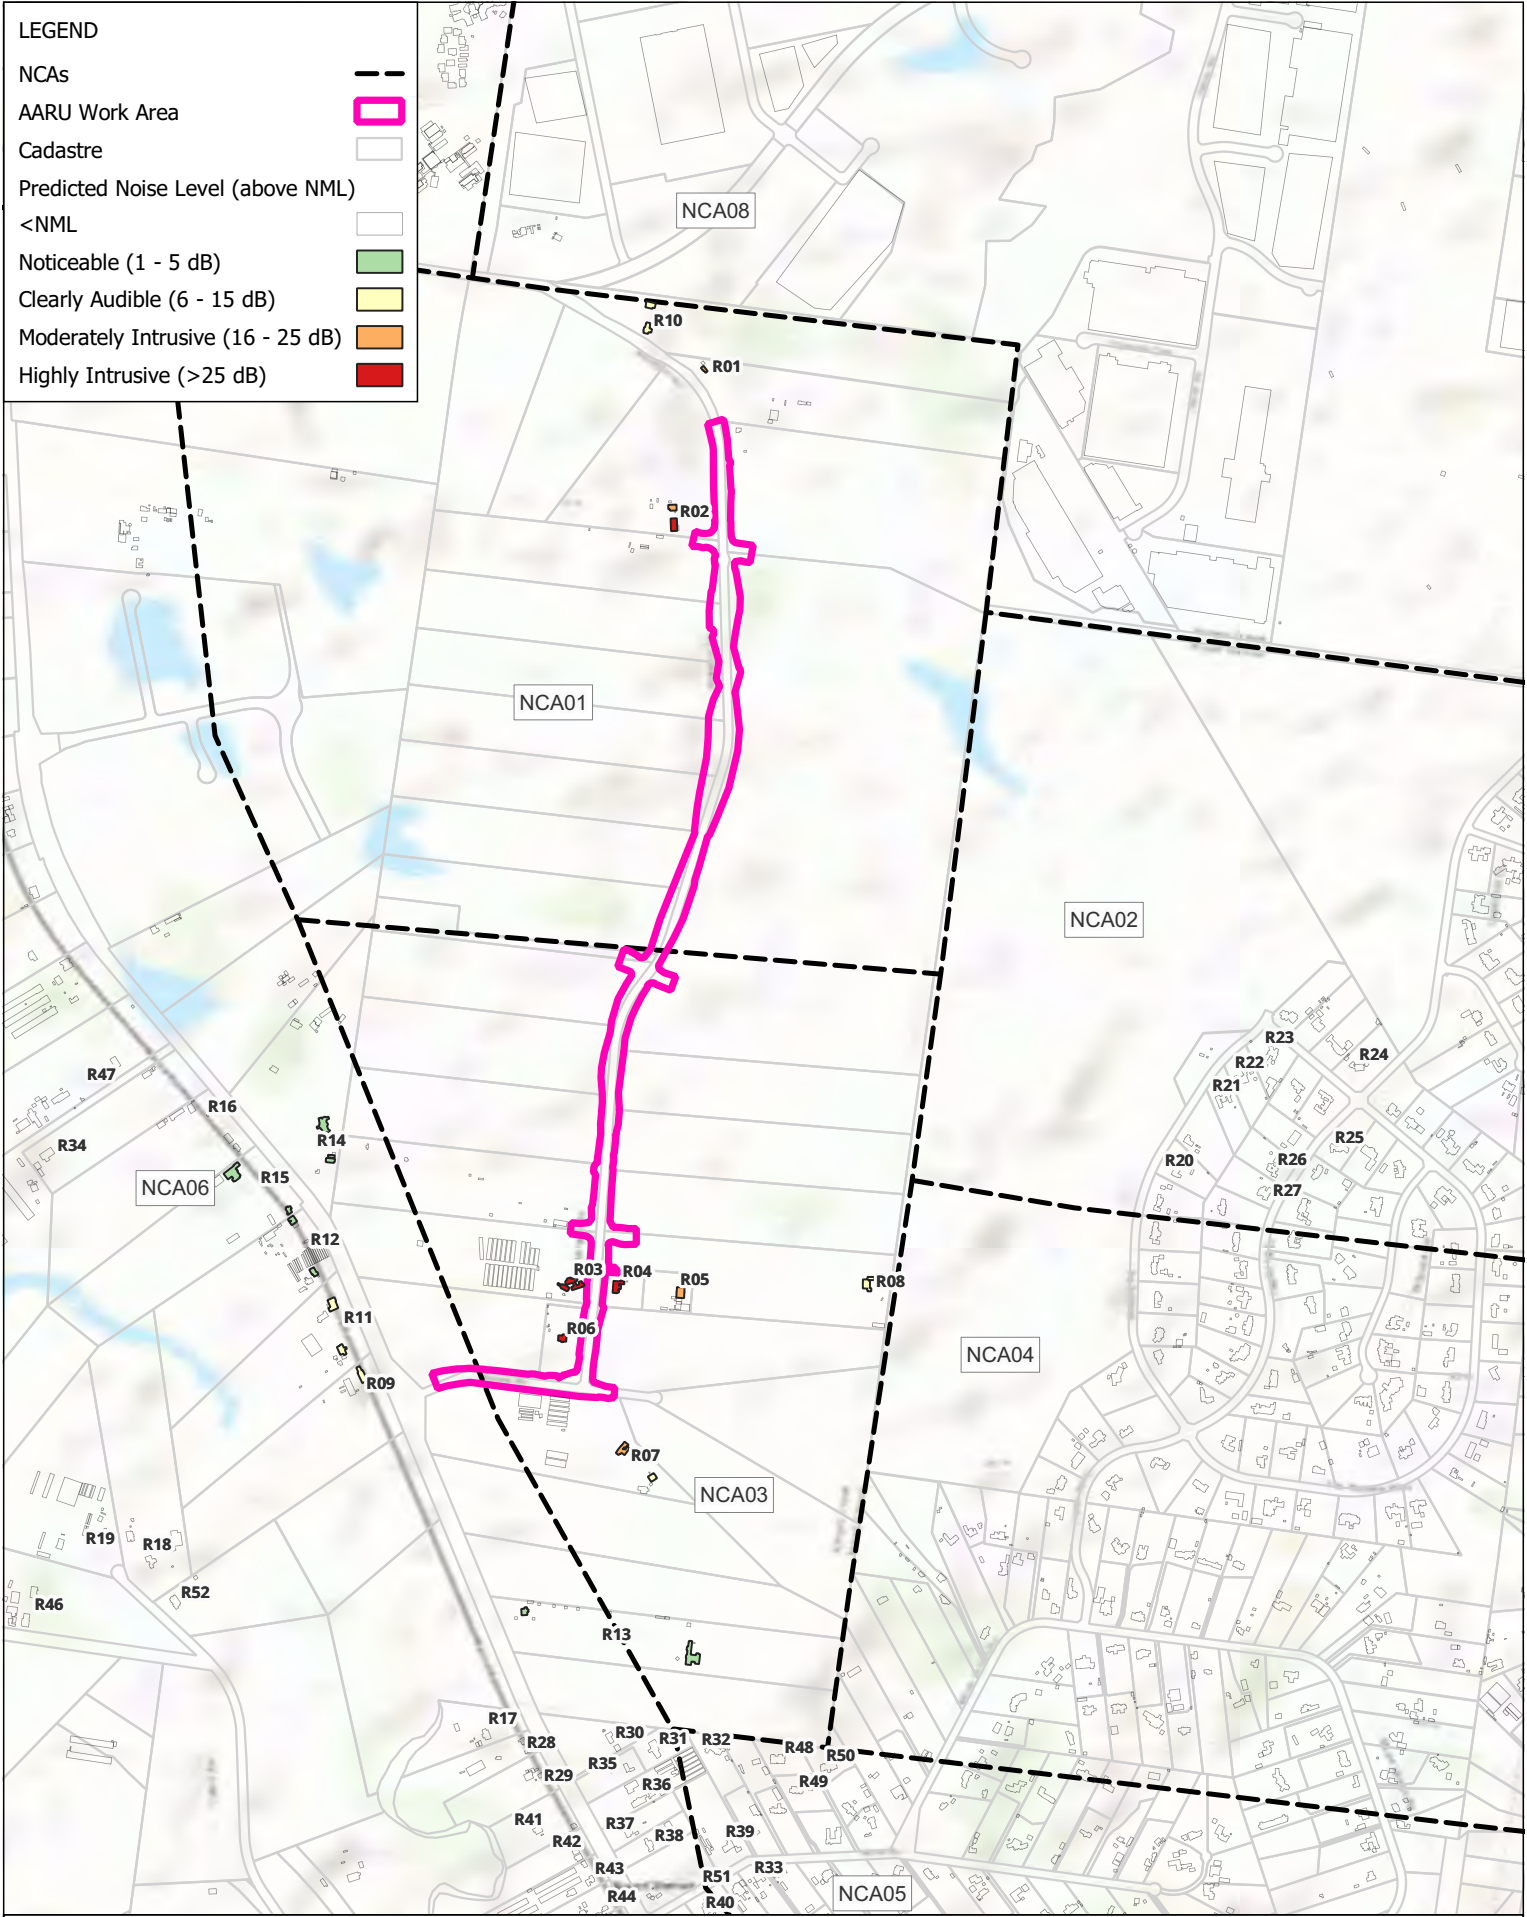 LEGEND
NCAs
AARU Work Area
Cadastre
Predicted Noise Level (above NML)
<NML
Noticeable (1 - 5 dB)
Clearly Audible (6 - 15 dB)
Moderately Intrusive (16 - 25 dB)
Highly Intrusive (>25 dB)
NCA08
R10
R01
R02
NCA01
NCA02
R23
R22
R24
R21
R47
R16
R34
R14
R25
R20
R26
R15
NCA06
R27
R12
R03
R04
R05
R08
R11
R06
NCA04
R09
R07
NCA03
R19
R18
R52
R46
R13
R17
R28
R30
R31
R32
R48
R50
R35
R29
R36
R49
R41
R37
R42
R38
R39
R43
R33
R44
R51
R40
NCA05